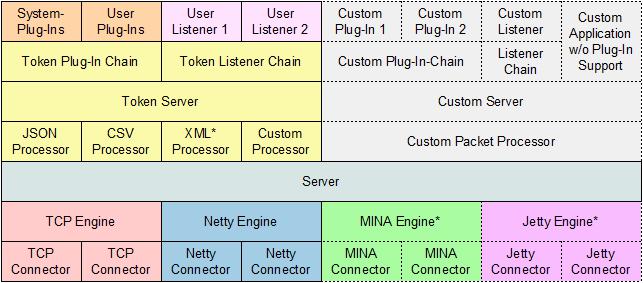 System-
Plug-Ins
User
Plug-Ins
User
Listener 1
User
Listener 2
Custom
Plug-In 1
Custom
Plug-In 2
Custom
Listener
Custom
Application
w/o Plug-In
Support
Token Plug-In Chain
Token Listener Chain
Custom Plug-In-Chain
Listener
Chain
Token Server
Custom Server
JSON
Processor
CSV
Processor
XML*
Processor
Custom
Processor
Custom Packet Processor
Server
TCP Engine
Netty Engine
MINA Engine*
Jetty Engine*
TCP
Connector
TCP
Connector
Netty
Connector
Netty
Connector
MINA
Connector
MINA
Connector
Jetty
Connector
Jetty
Connector